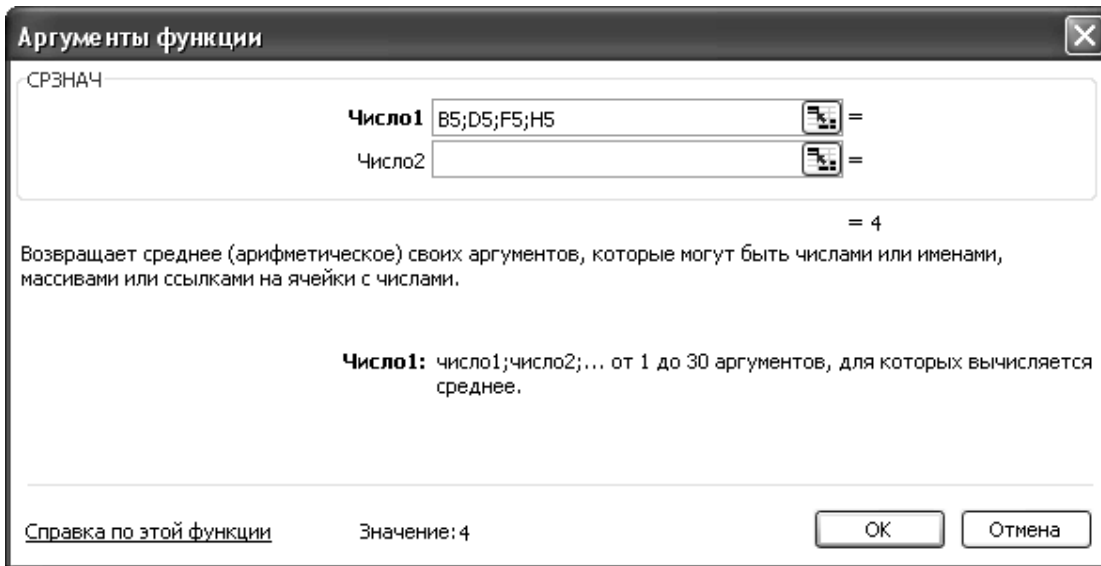 Аргументы функции
СРЗНАЧ
Число1 B5;D5;F5;H5 =
Число2 =
= 4
Возвращает среднее (арифметическое) своих аргументов, которые могут быть числами или именами,
массивами или ссылками на ячейки с числами.
Число1: число1;число2;... от 1 до 30 аргументов, для которых вычисляется
среднее.
Справка по этой функции Значение:4 ОК Отмена